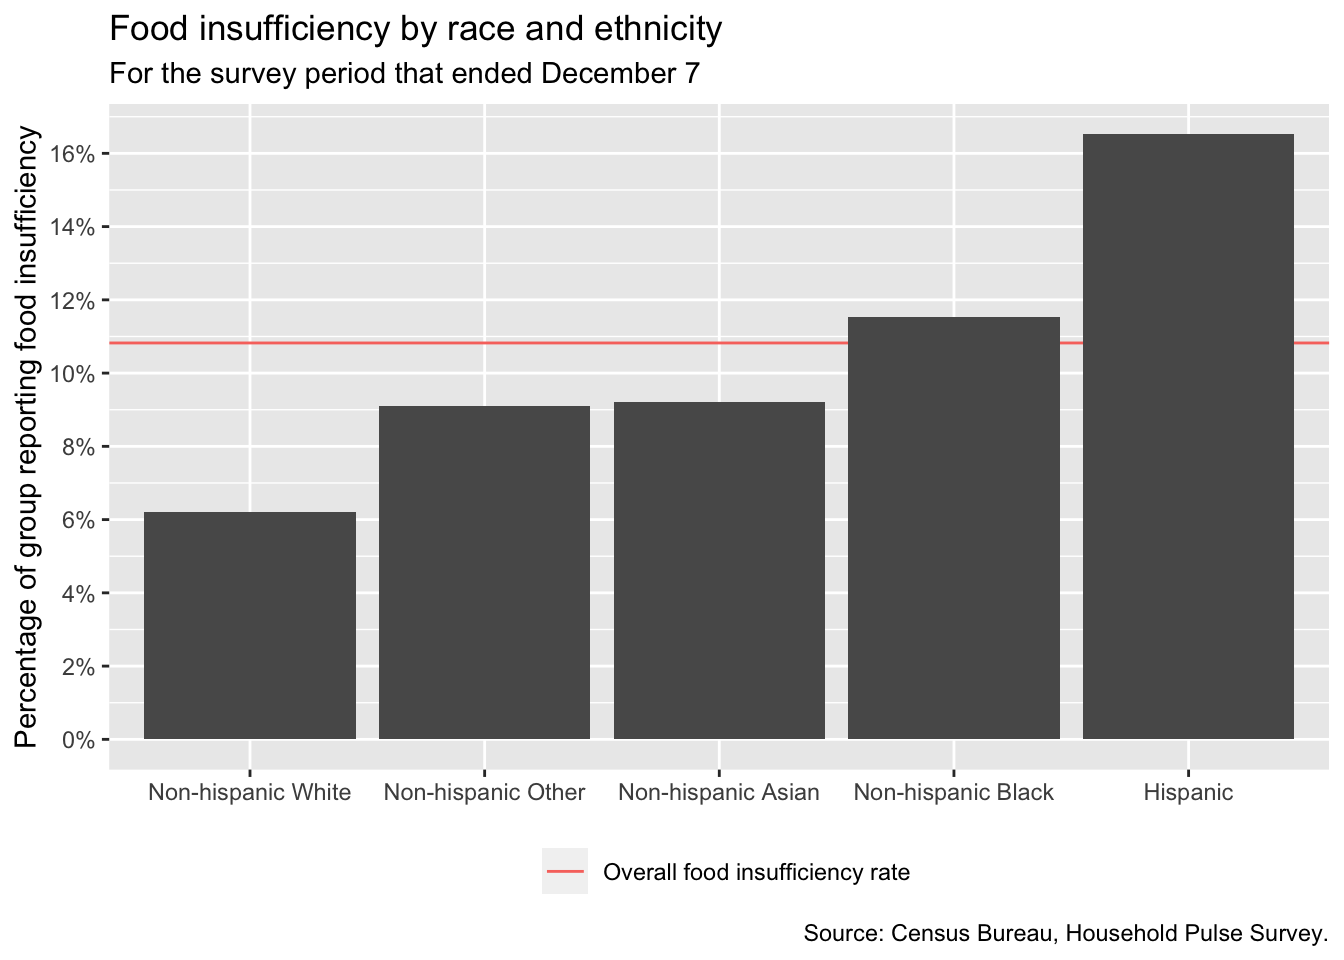 Food insufficiency by race and ethnicity
For the survey period that ended December 7
Percentage of group reporting food insufficiency
16%
14%
12%
10%
8%
6%
4%
2%
0%
Non-hispanic White Non-hispanic Other Non-hispanic Asian Non-hispanic Black Hispanic
Overall food insufficiency rate
Source: Census Bureau, Household Pulse Survey.